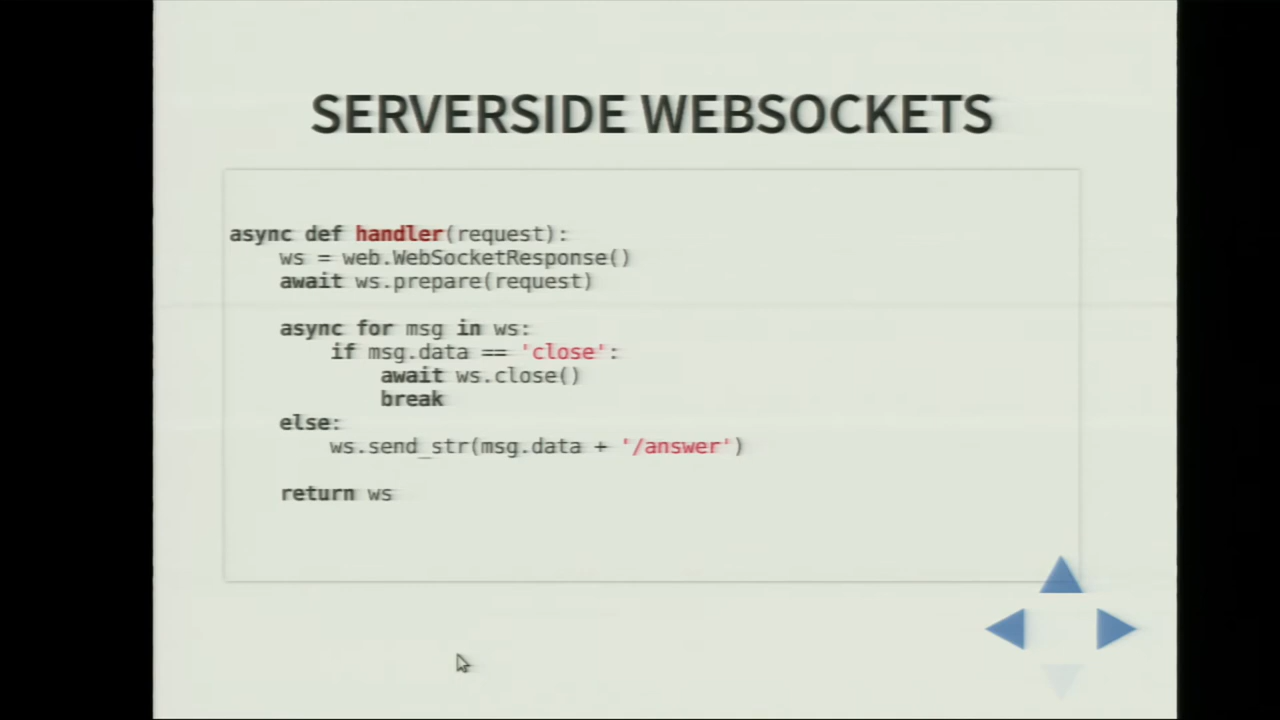 SERVERSIDE WEBSOCKETS
async def handler(request):
    ws = web.WebSocketResponse()
    await ws.prepare(request)
    async for msg in ws:
        if msg.data == 'close':
            await ws.close()
            break
    else:
        ws.send_str(msg.data + '/answer')
    return ws